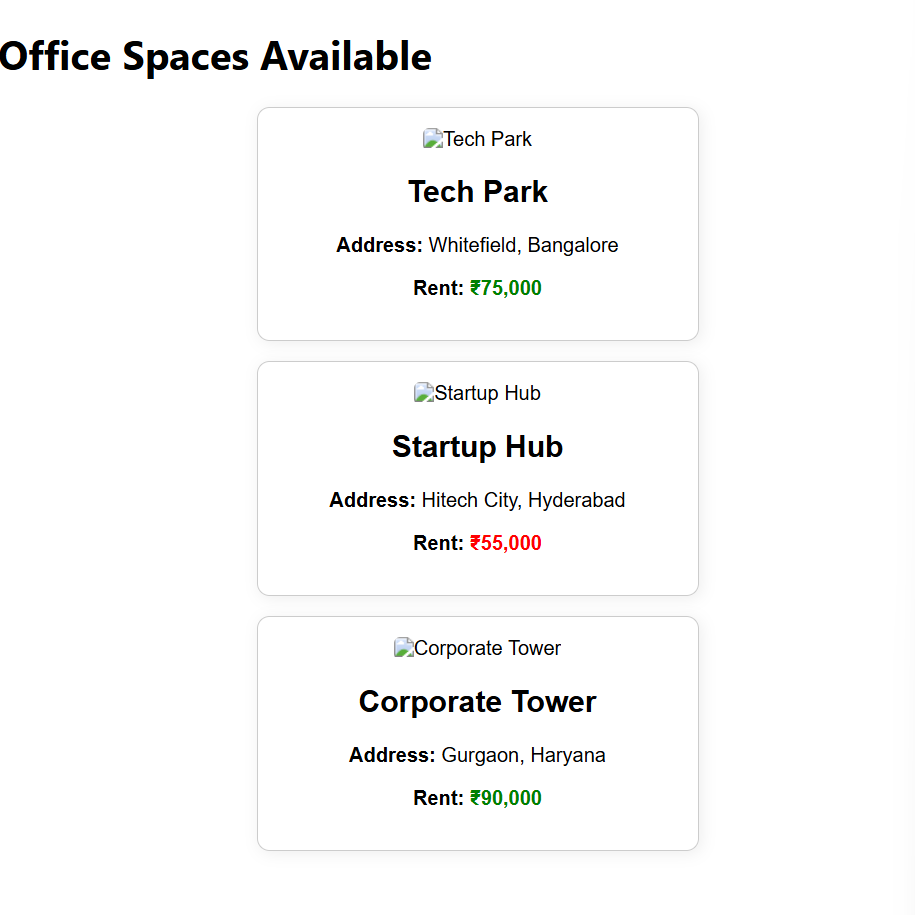 Office Spaces Available
Tech Park
Tech Park
Address: Whitefield, Bangalore
Rent: ₹75,000
Startup Hub
Startup Hub
Address: Hitech City, Hyderabad
Rent: ₹55,000
Corporate Tower
Corporate Tower
Address: Gurgaon, Haryana
Rent: ₹90,000